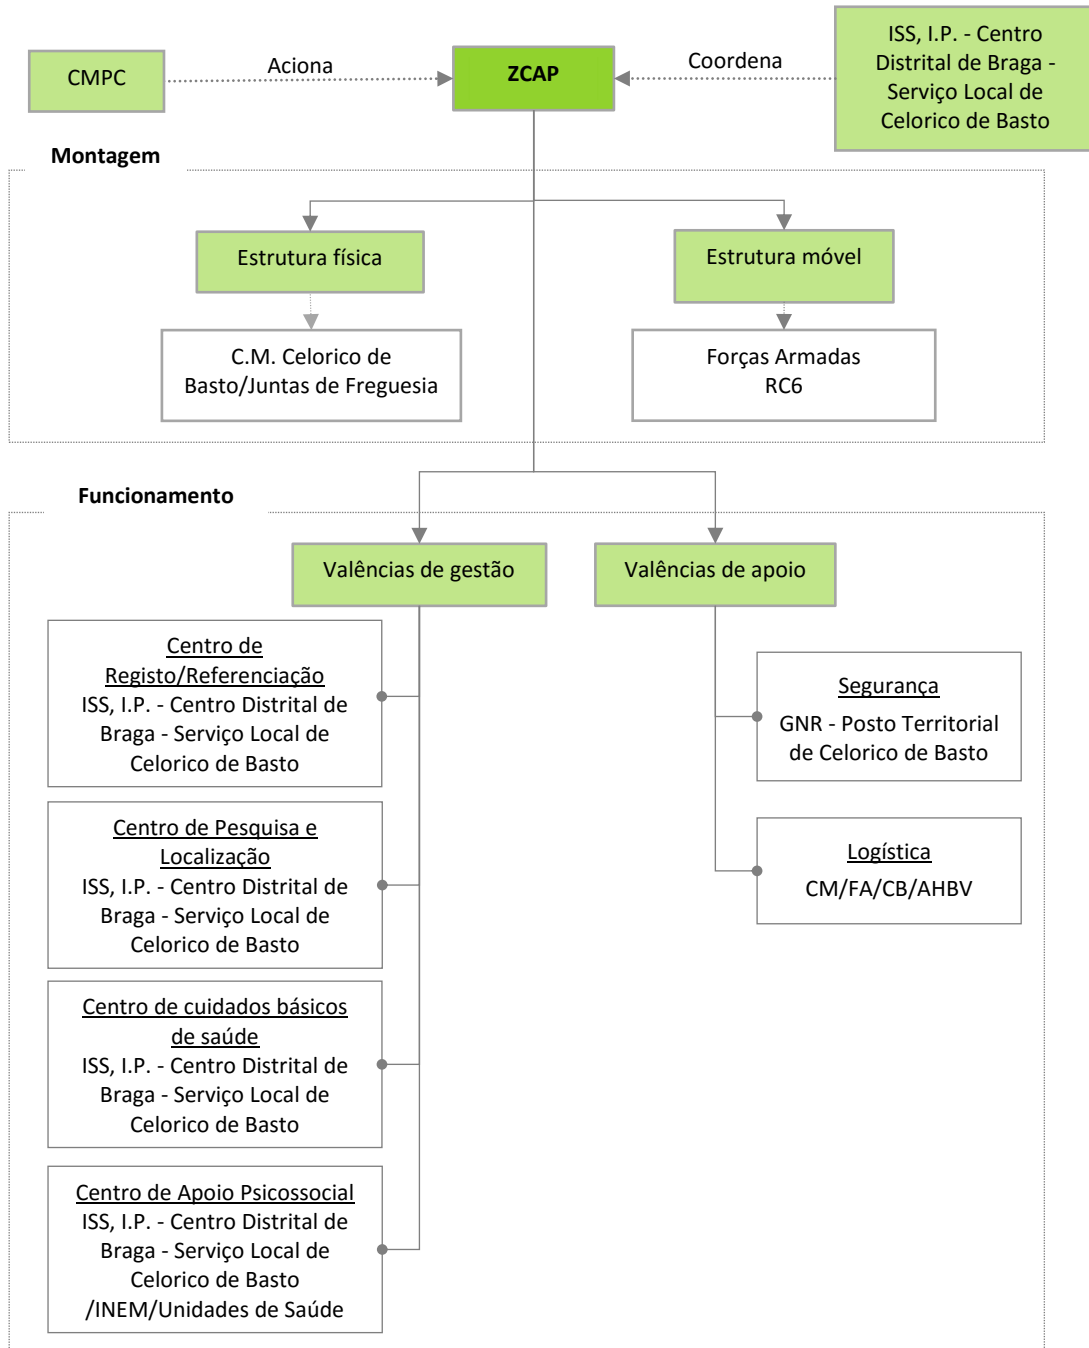 CMPC
Aciona
ZCAP
Coordena
ISS, I.P. - Centro
Distrital de Braga -
Serviço Local de
Celorico de Basto
Montagem
Estrutura física
Estrutura móvel
C.M. Celorico de
Basto/Juntas de Freguesia
Forças Armadas
RC6
Funcionamento
Valências de gestão
Valências de apoio
Centro de
Registo/Referenciação
ISS, I.P. - Centro Distrital de
Braga - Serviço Local de
Celorico de Basto
Segurança
GNR - Posto Territorial
de Celorico de Basto
Centro de Pesquisa e
Localização
ISS, I.P. - Centro Distrital de
Braga - Serviço Local de
Celorico de Basto
Logística
CM/FA/CB/AHBV
Centro de cuidados básicos
de saúde
ISS, I.P. - Centro Distrital de
Braga - Serviço Local de
Celorico de Basto
Centro de Apoio Psicossocial
ISS, I.P. - Centro Distrital de
Braga - Serviço Local de
Celorico de Basto
/INEM/Unidades de Saúde